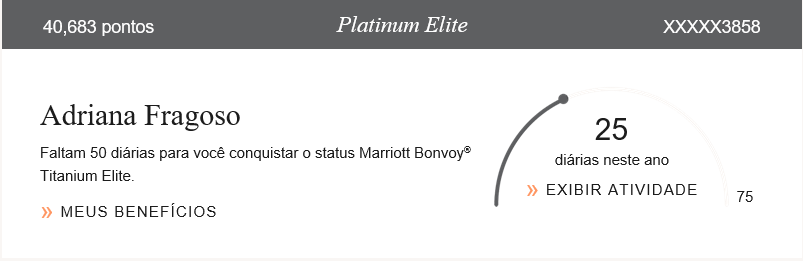 40,683 pontos Platinum Elite XXXXX3858
Adriana Fragoso
Faltam 50 diárias para você conquistar o status Marriott Bonvoy®
Titanium Elite.
» MEUS BENEFÍCIOS
25
diárias neste ano
» EXIBIR ATIVIDADE
75